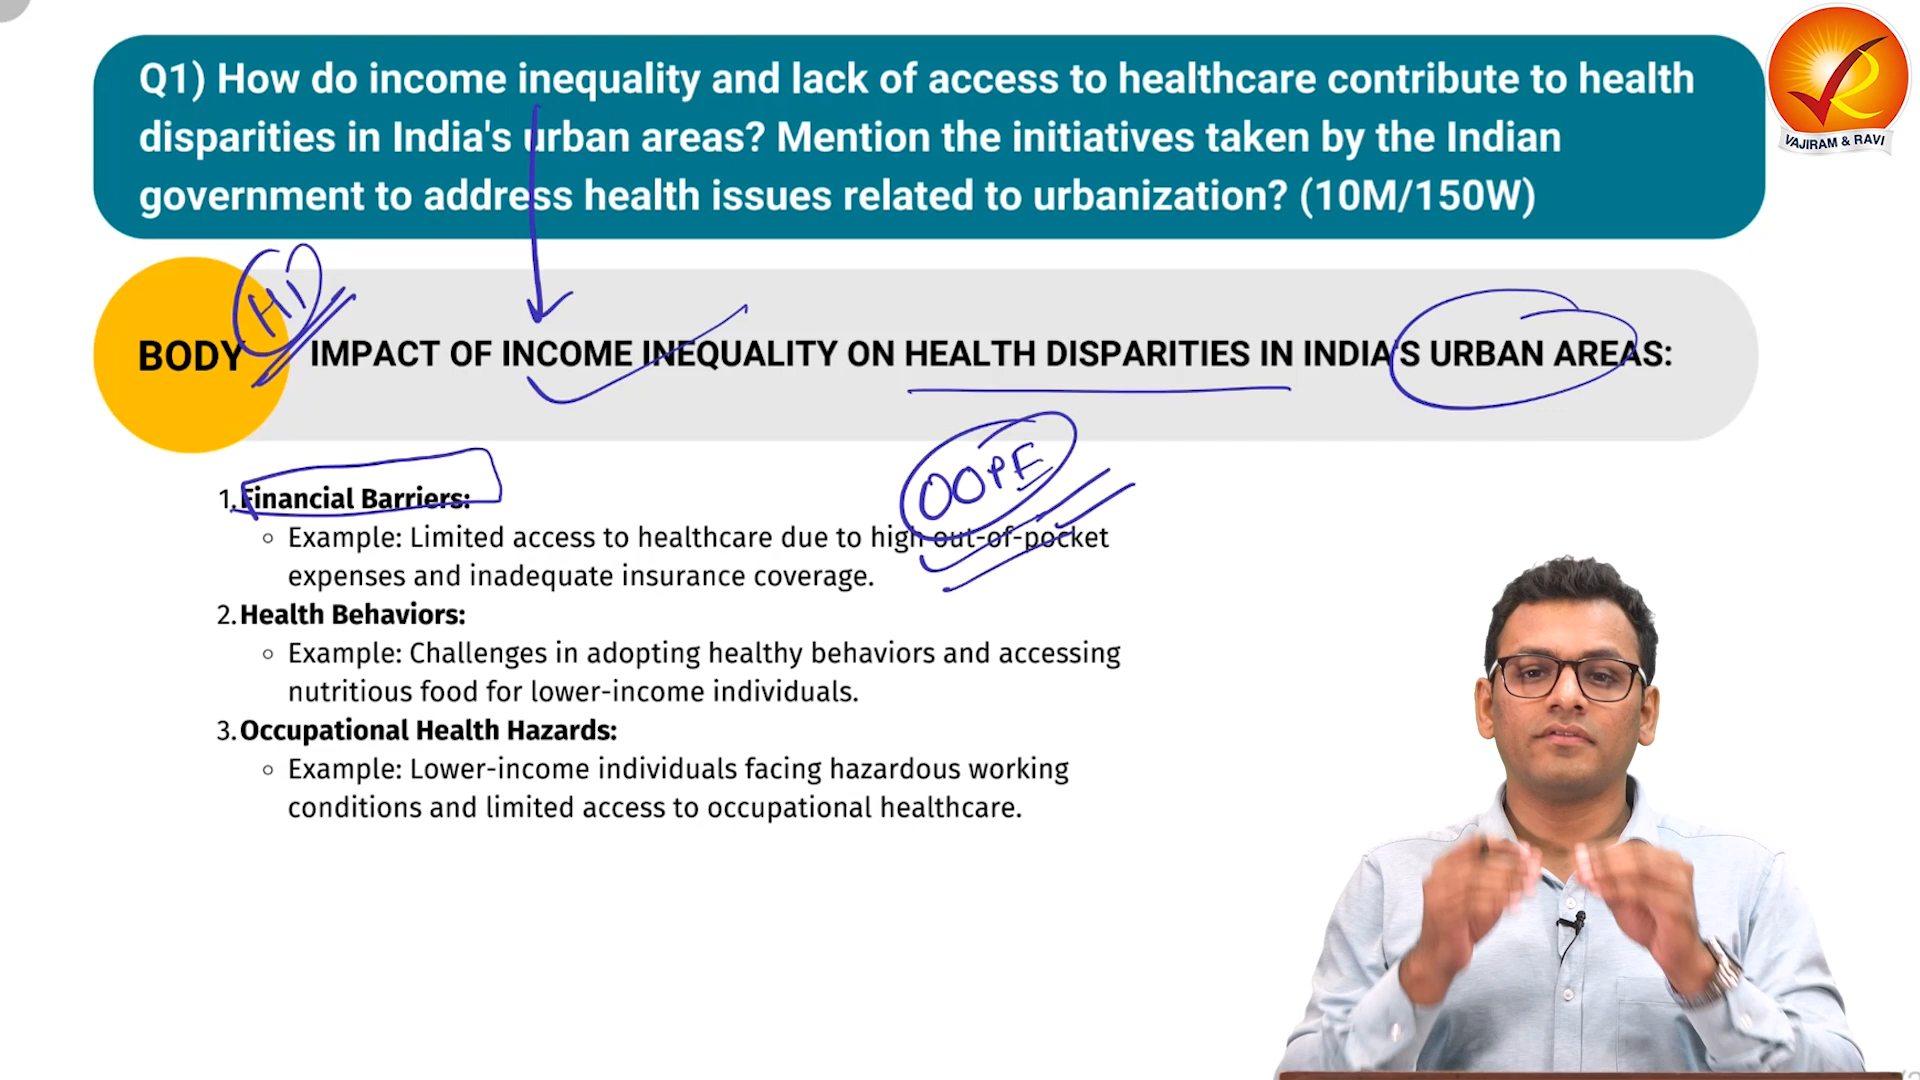 Q1) How do income inequality and lack of access to healthcare contribute to health
disparities in India's urban areas? Mention the initiatives taken by the Indian
government to address health issues related to urbanization? (10M/150W)
VAJIRAM & RAVI
H1
BODY
IMPACT OF INCOME INEQUALITY ON HEALTH DISPARITIES IN INDIA'S URBAN AREAS:
OOPE
1. Financial Barriers:
○ Example: Limited access to healthcare due to high out-of-pocket
expenses and inadequate insurance coverage.
2. Health Behaviors:
○ Example: Challenges in adopting healthy behaviors and accessing
nutritious food for lower-income individuals.
3. Occupational Health Hazards:
○ Example: Lower-income individuals facing hazardous working
conditions and limited access to occupational healthcare.